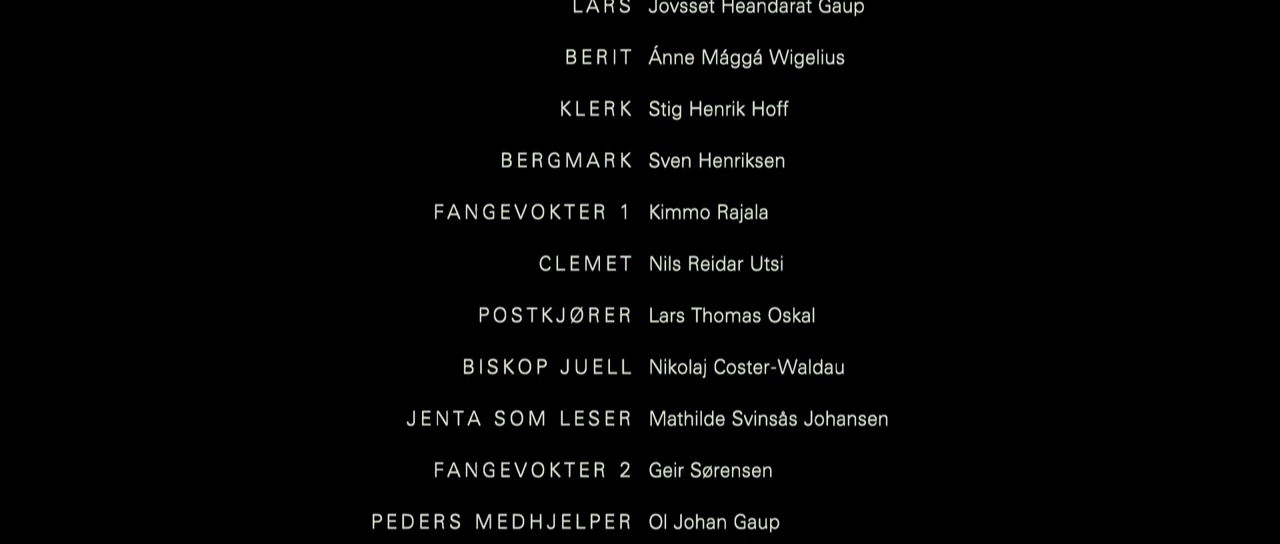 LARS Jovsset Heandarat Gaup
BERIT Ánne Mággá Wigelius
KLERK Stig Henrik Hoff
BERGMARK Sven Henriksen
FANGEVOKTER 1 Kimmo Rajala
CLEMET Nils Reidar Utsi
POSTKJØRER Lars Thomas Oskal
BISKOP JUELL Nikolaj Coster-Waldau
JENTA SOM LESER Mathilde Svinsås Johansen
FANGEVOKTER 2 Geir Sørensen
PEDERS MEDHJELPER Ol Johan Gaup